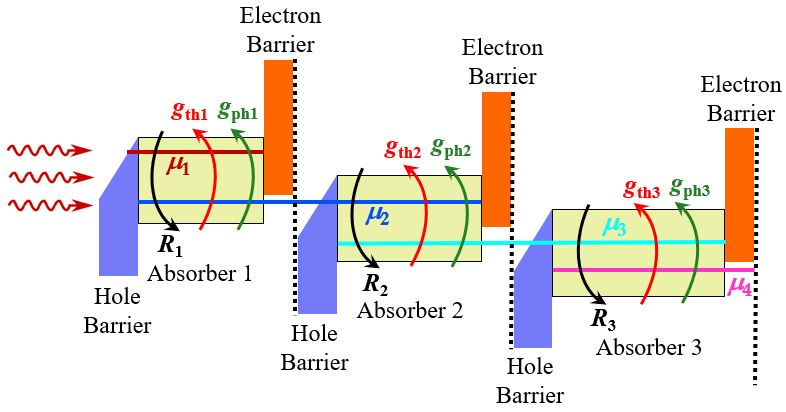 Electron
Barrier
Electron
Barrier
Electron
Barrier
gth1
gph1
μ1
R1
Absorber 1
Hole
Barrier
gth2
gph2
μ2
R2
Absorber 2
Hole
Barrier
gth3
gph3
μ3
μ4
R3
Absorber 3
Hole
Barrier